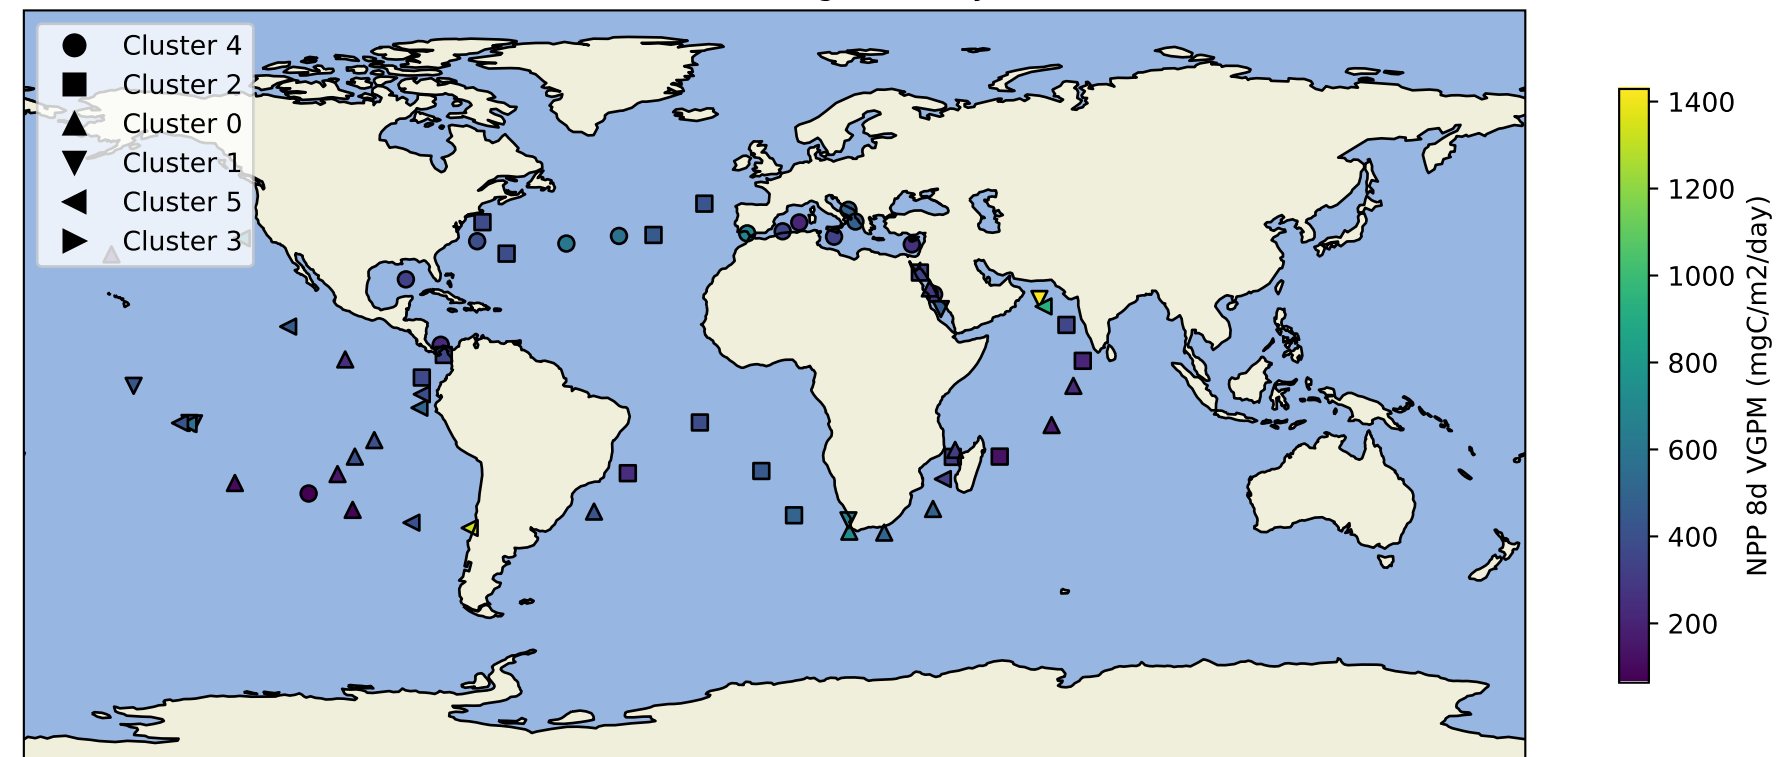 Cluster 4
Cluster 2
Cluster 0
Cluster 1
Cluster 5
Cluster 3
1400
1200
1000
800
600
400
200
NPP 8d VGPM (mgC/m2/day)